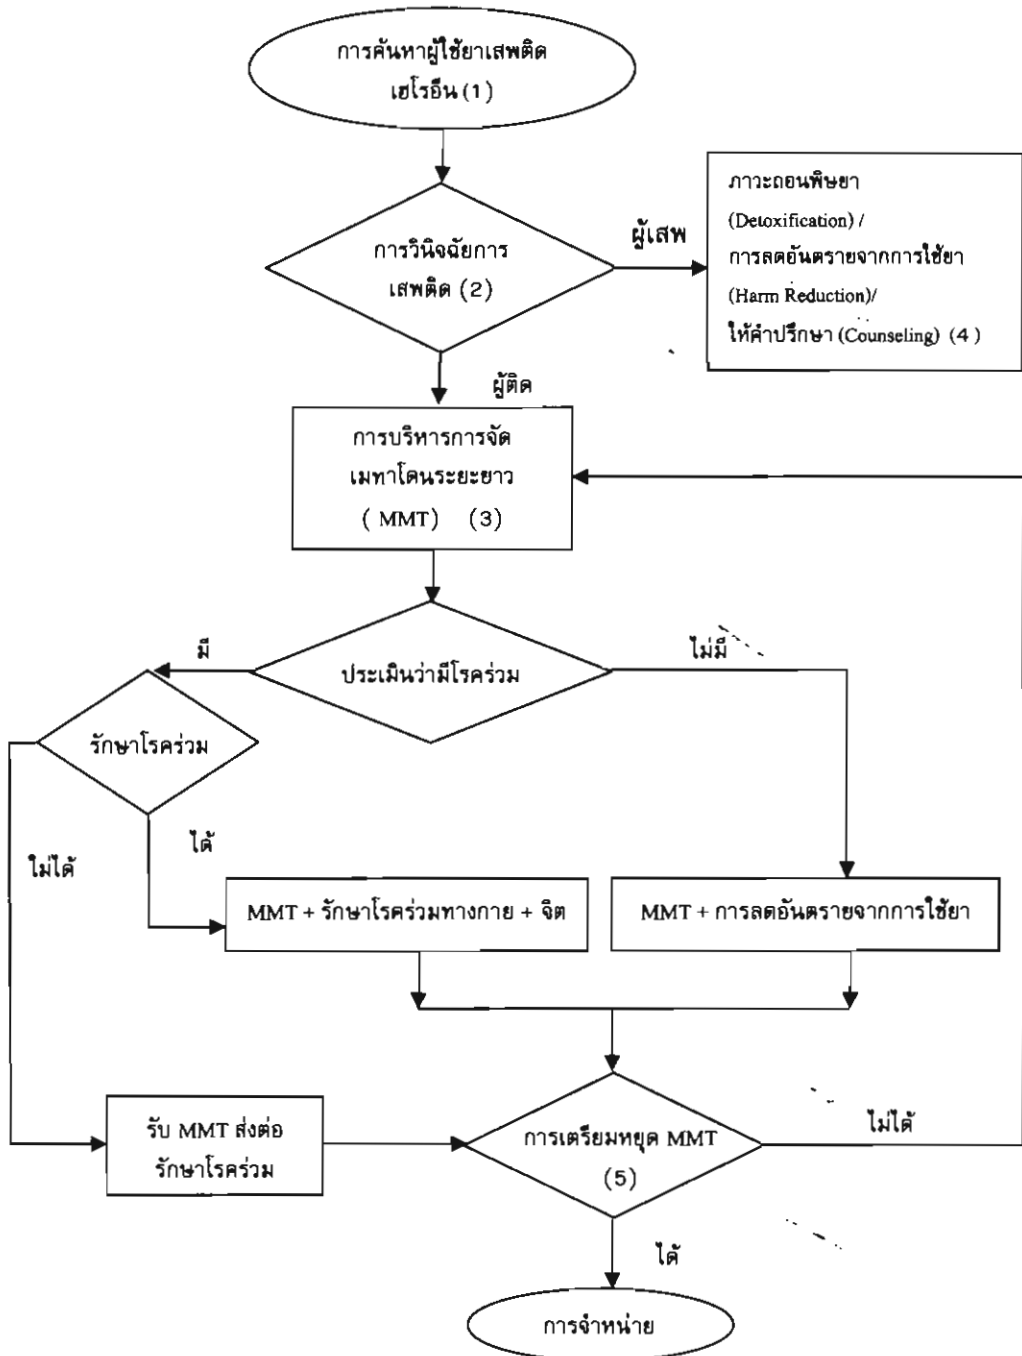 การค้นหาผู้ใช้ยาเสพติด
เฮโรอีน (1)
การวินิจฉัยการ
เสพติด (2)
ผู้เสพ
ภาวะถอนพิษยา
(Detoxification) /
การลดอันตรายจากการใช้ยา
(Harm Reduction)/
ให้คำปรึกษา (Counseling) (4)
ผู้ติด
การบริหารการจัด
เมทาโดนระยะยาว
( MMT) (3)
มี
ประเมินว่ามีโรคร่วม
ไม่มี
รักษาโรคร่วม
ไม่ได้
ได้
MMT + รักษาโรคร่วมทางกาย + จิต
MMT + การลดอันตรายจากการใช้ยา
รับ MMT ส่งต่อ
รักษาโรคร่วม
การเตรียมหยุด MMT
(5)
ไม่ได้
ได้
การจำหน่าย